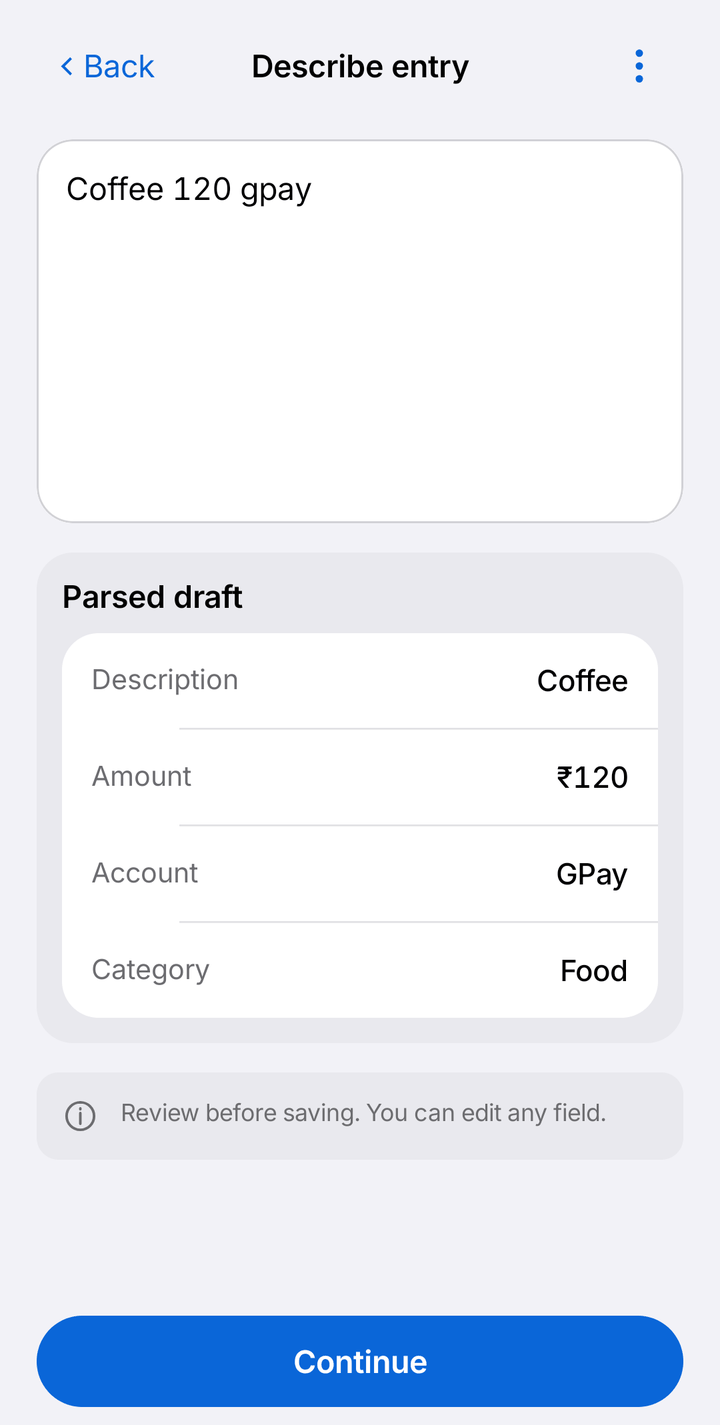 Back
Describe entry
Coffee 120 gpay
Parsed draft
Description Coffee
Amount ₹120
Account GPay
Category Food
Review before saving. You can edit any field.
Continue